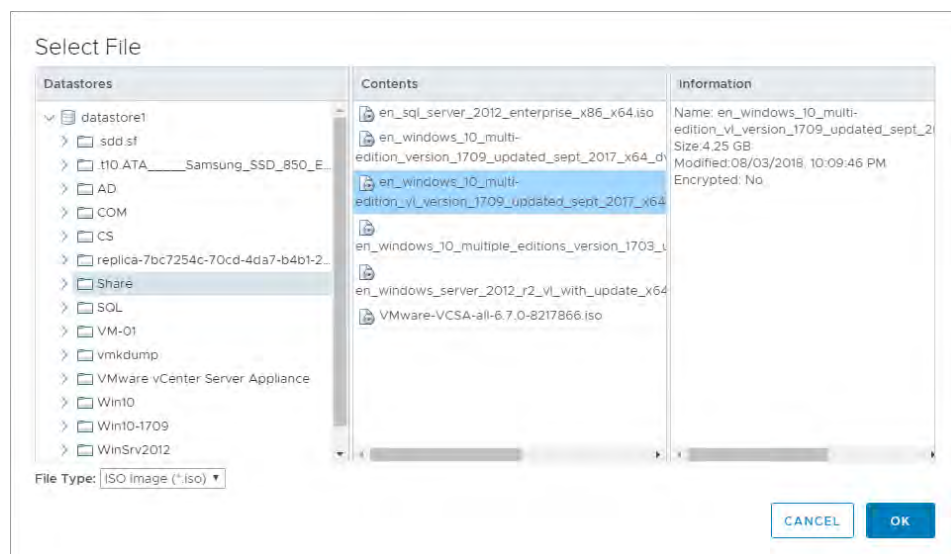 Select File
Datastores
datastore1
.sdd.sf
.t10.ATA_____Samsung_SSD_850_E...
AD
COM
CS
replica-7bc7254c-70cd-4da7-b4b1-2...
Share
SQL
VM-01
vmkdump
VMware vCenter Server Appliance
Win10
Win10-1709
WinSrv2012
Contents
en_sql_server_2012_enterprise_x86_x64.iso
en_windows_10_multi-
edition_version_1709_updated_sept_2017_x64_dv
en_windows_10_multi-
edition_vl_version_1709_updated_sept_2017_x64
en_windows_10_multiple_editions_version_1703_u
en_windows_server_2012_r2_vl_with_update_x64
VMware-VCSA-all-6.7.0-8217866.iso
Information
Name: en_windows_10_multi-
edition_vl_version_1709_updated_sept_2
Size:4.25 GB
Modified:08/03/2018, 10:09:46 PM
Encrypted: No
File Type: ISO Image (*.iso)
CANCEL
OK